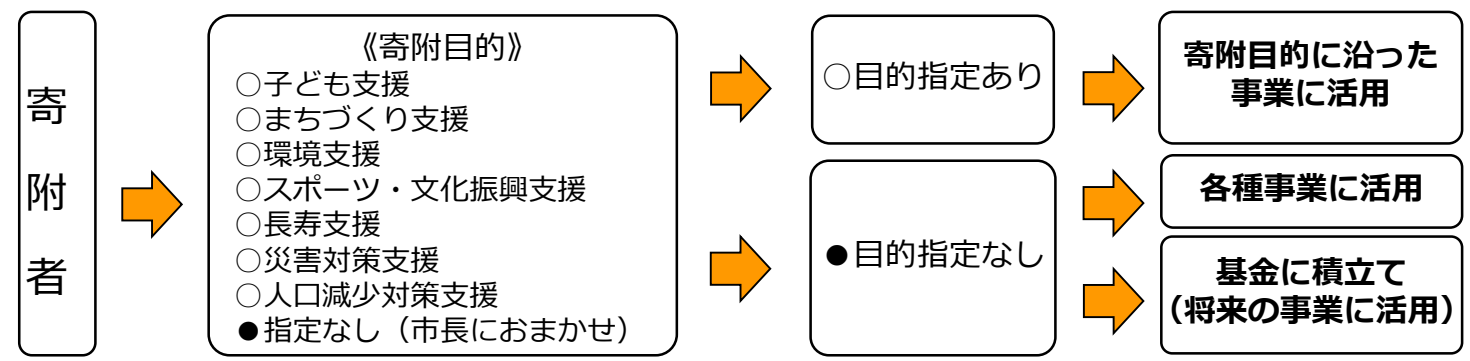 寄附者
《寄附目的》
○子ども支援
○まちづくり支援
○環境支援
○スポーツ・文化振興支援
○長寿支援
○災害対策支援
○人口減少対策支援
●指定なし（市長におまかせ）
○目的指定あり
●目的指定なし
寄附目的に沿った
事業に活用
各種事業に活用
基金に積立て
（将来の事業に活用）